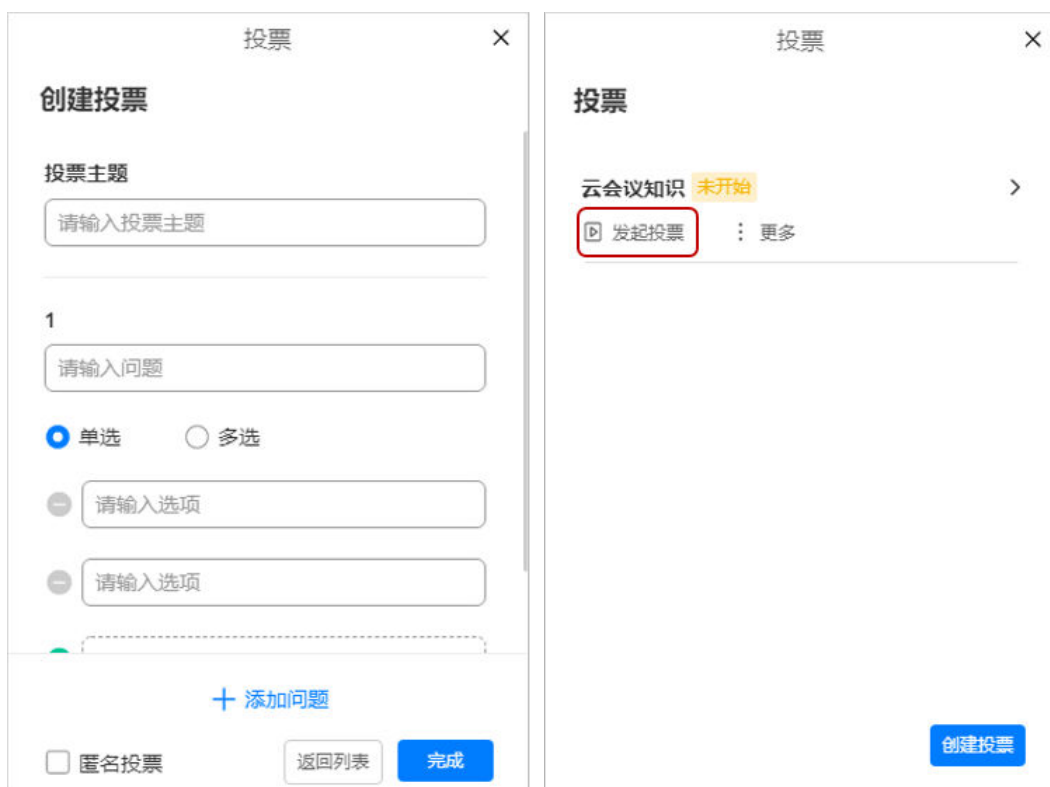 投票
创建投票
投票主题
请输入投票主题
1
请输入问题
单选 多选
请输入选项
请输入选项
添加问题
匿名投票 返回列表 完成
投票
投票
云会议知识 未开始
发起投票 更多
创建投票